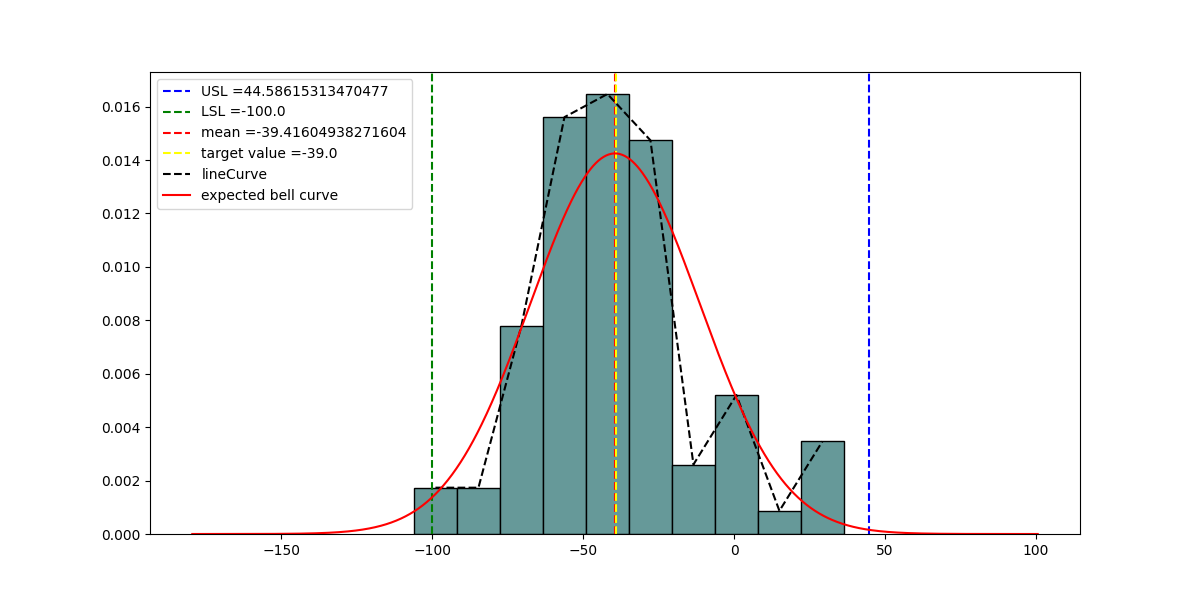 USL =44.58615313470477
LSL =-100.0
mean =-39.41604938271604
target value =-39.0
lineCurve
expected bell curve
0.016
0.014
0.012
0.010
0.008
0.006
0.004
0.002
0.000
−150
−100
−50
0
50
100